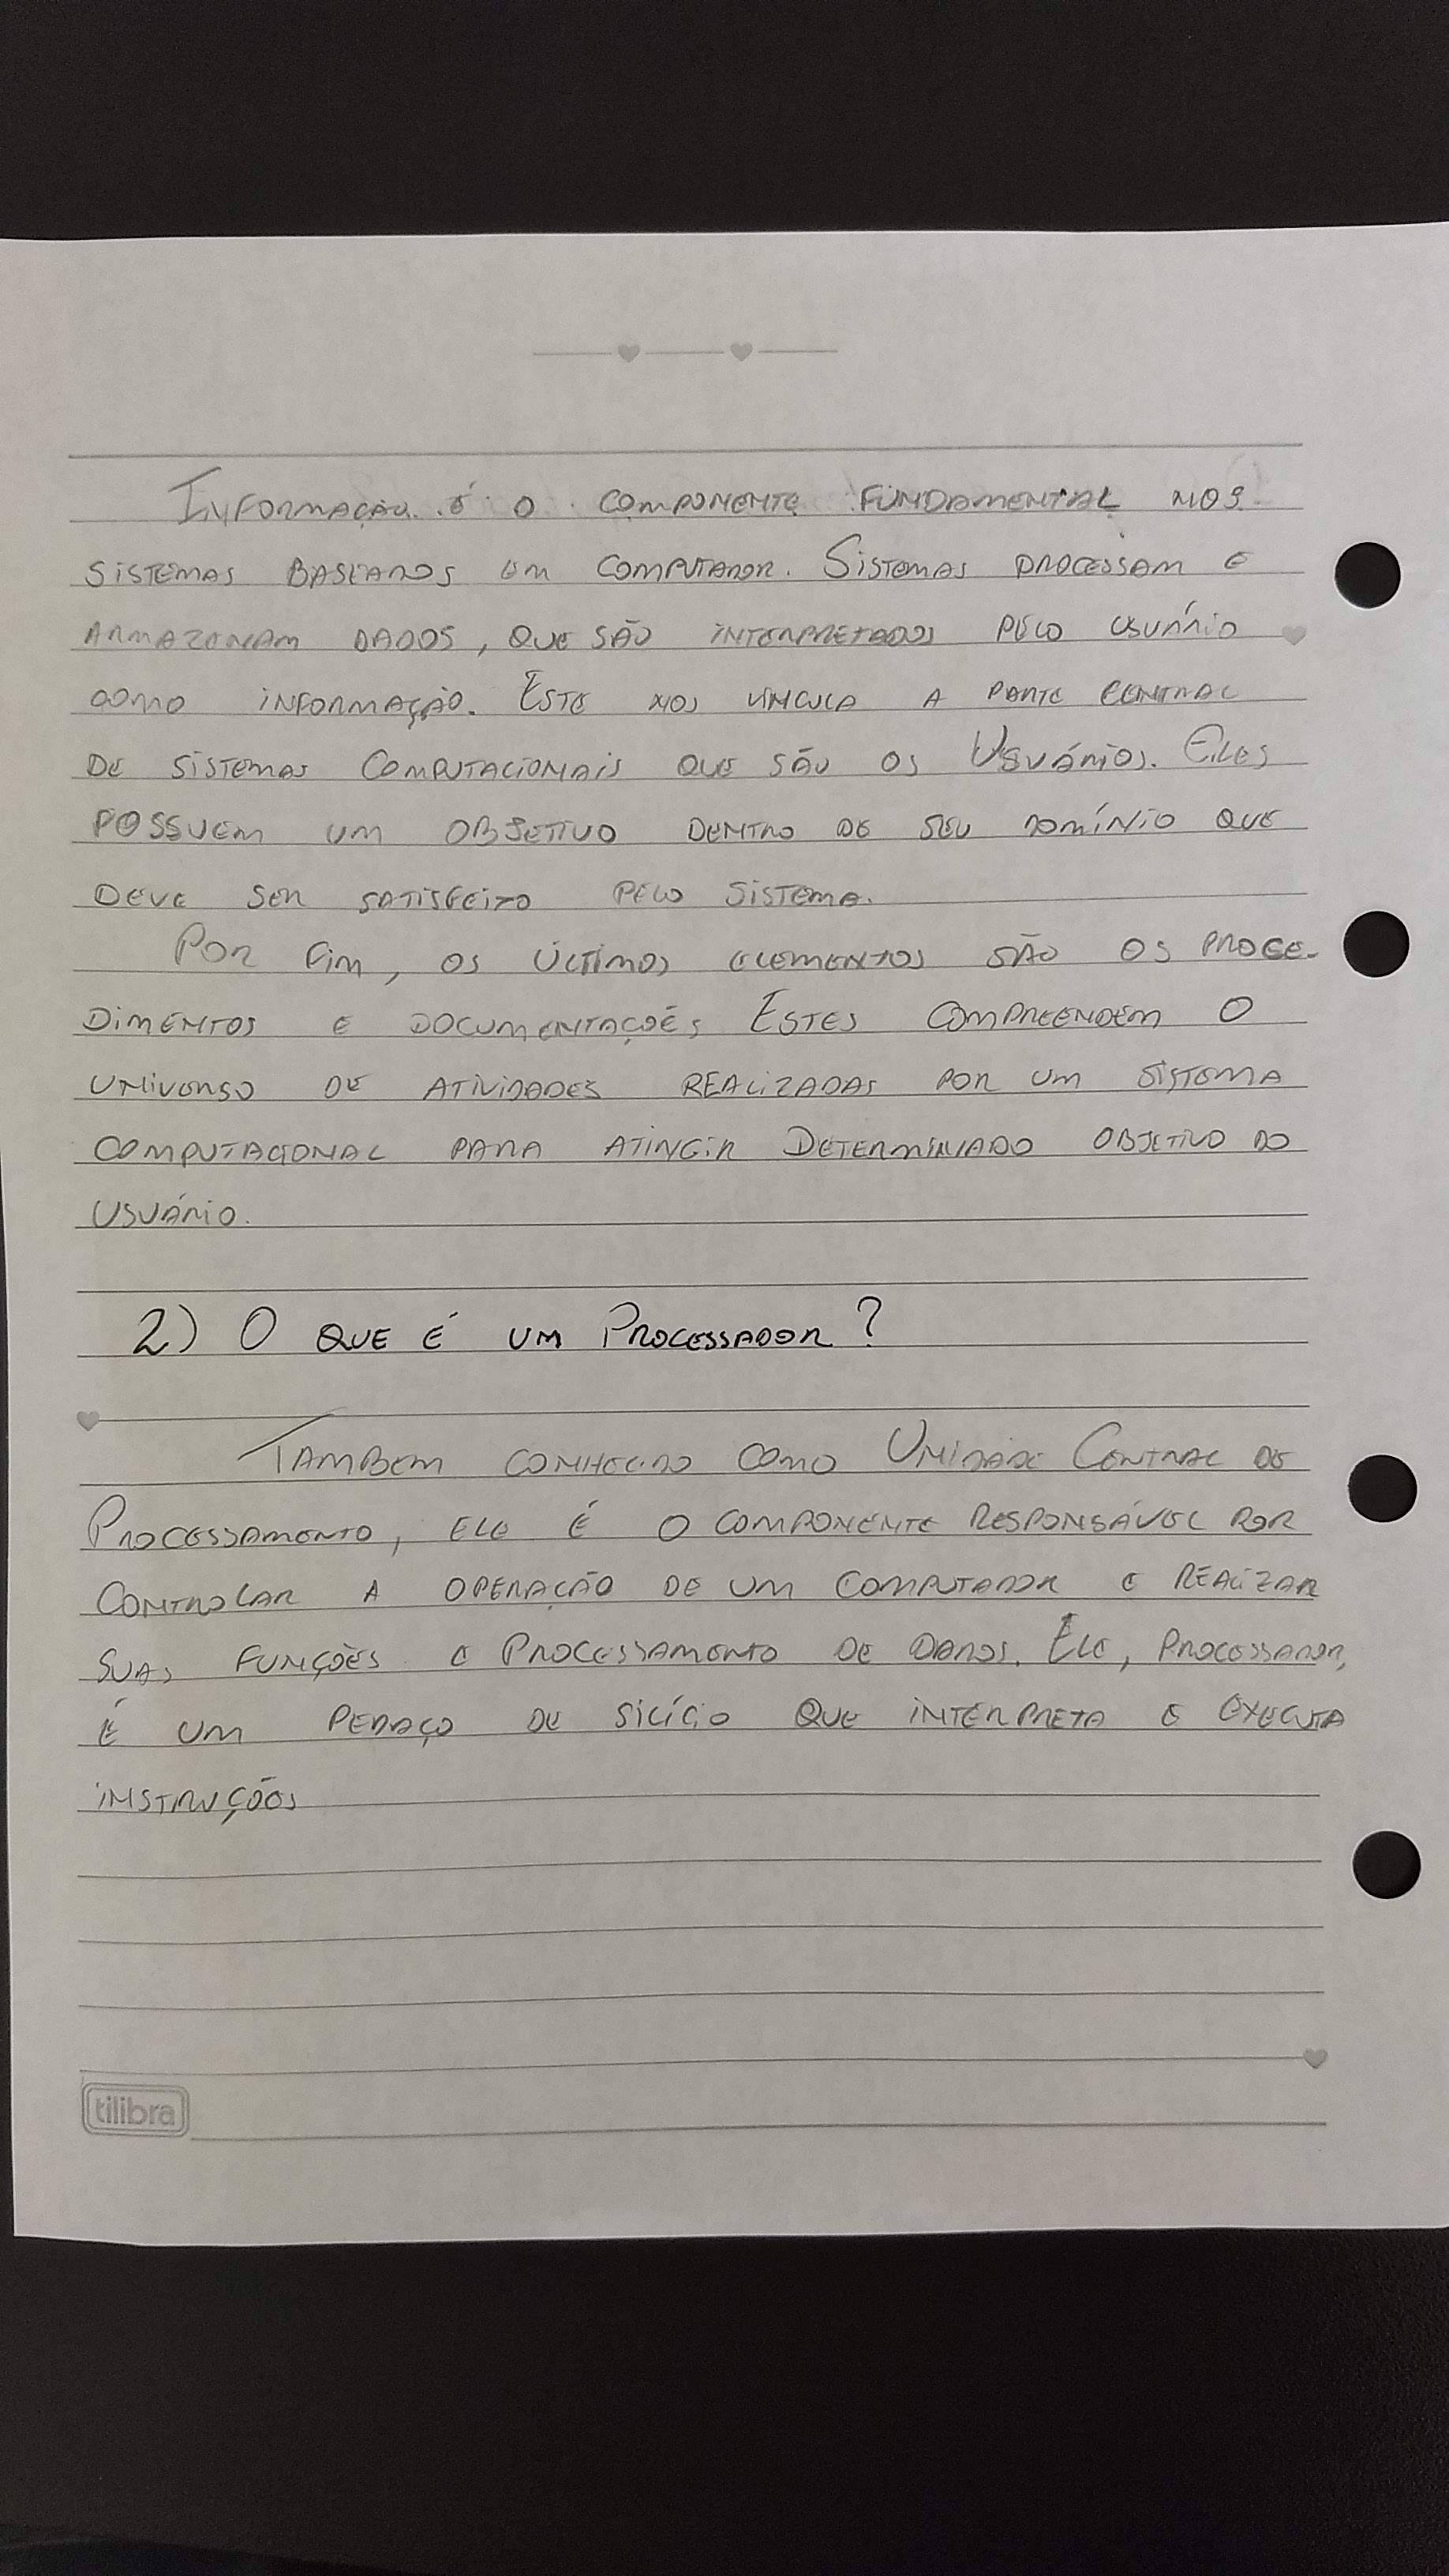 Informação é o componente fundamental nos
sistemas baseados em computador. Sistemas processam e
armazenam dados, que são interpretados pelo usuário
como informação. Este nos vincula a parte central
de sistemas computacionais que são os Usuários. Eles
possuem um objetivo dentro de seu domínio que
deve ser satisfeito pelo sistema.
Por fim, os últimos elementos são os proce-
dimentos e documentações Estes compreendem o
universo de atividades realizadas por um sistema
computacional para atingir determinado objetivo do
usuário.
2) O que é um Processador?
Tambem conhecido como Unidade Central de
Processamento, ele é o componente responsável por
controlar a operação de um computador e realizar
suas funções e processamento de dados. Ele, processador,
é um pedaço de silício que interpreta e executa
instruções
tilibra